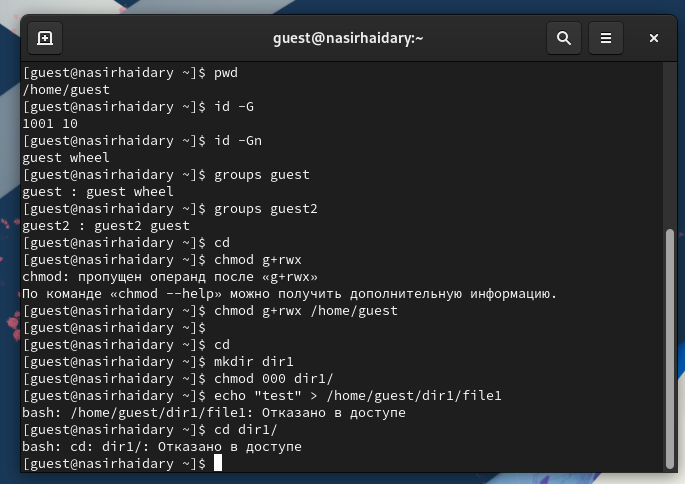 guest@nasirhaidary:~
[guest@nasirhaidary ~]$ pwd
/home/guest
[guest@nasirhaidary ~]$ id -G
1001 10
[guest@nasirhaidary ~]$ id -Gn
guest wheel
[guest@nasirhaidary ~]$ groups guest
guest : guest wheel
[guest@nasirhaidary ~]$ groups guest2
guest2 : guest2 guest
[guest@nasirhaidary ~]$ cd
[guest@nasirhaidary ~]$ chmod g+rwx
chmod: пропущен операнд после «g+rwx»
По команде «chmod --help» можно получить дополнительную информацию.
[guest@nasirhaidary ~]$ chmod g+rwx /home/guest
[guest@nasirhaidary ~]$
[guest@nasirhaidary ~]$ cd
[guest@nasirhaidary ~]$ mkdir dir1
[guest@nasirhaidary ~]$ chmod 000 dir1/
[guest@nasirhaidary ~]$ echo "test" > /home/guest/dir1/file1
bash: /home/guest/dir1/file1: Отказано в доступе
[guest@nasirhaidary ~]$ cd dir1/
bash: cd: dir1/: Отказано в доступе
[guest@nasirhaidary ~]$